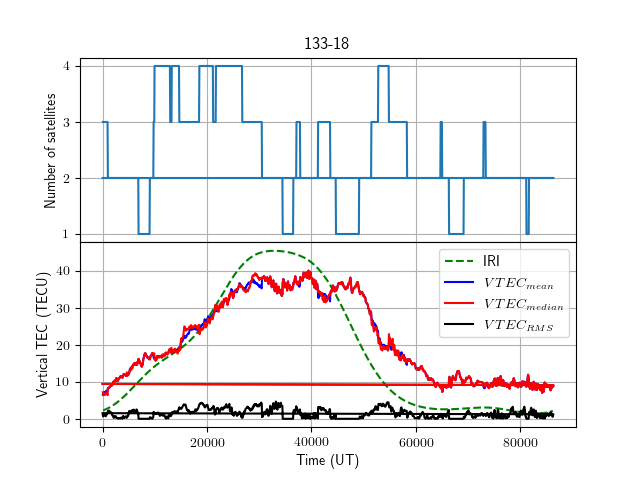 133-18
Number of satellites
4
3
2
1
Vertical TEC (TECU)
40
30
20
10
0
IRI
VTEC_mean
VTEC_median
VTEC_RMS
0 20000 40000 60000 80000
Time (UT)